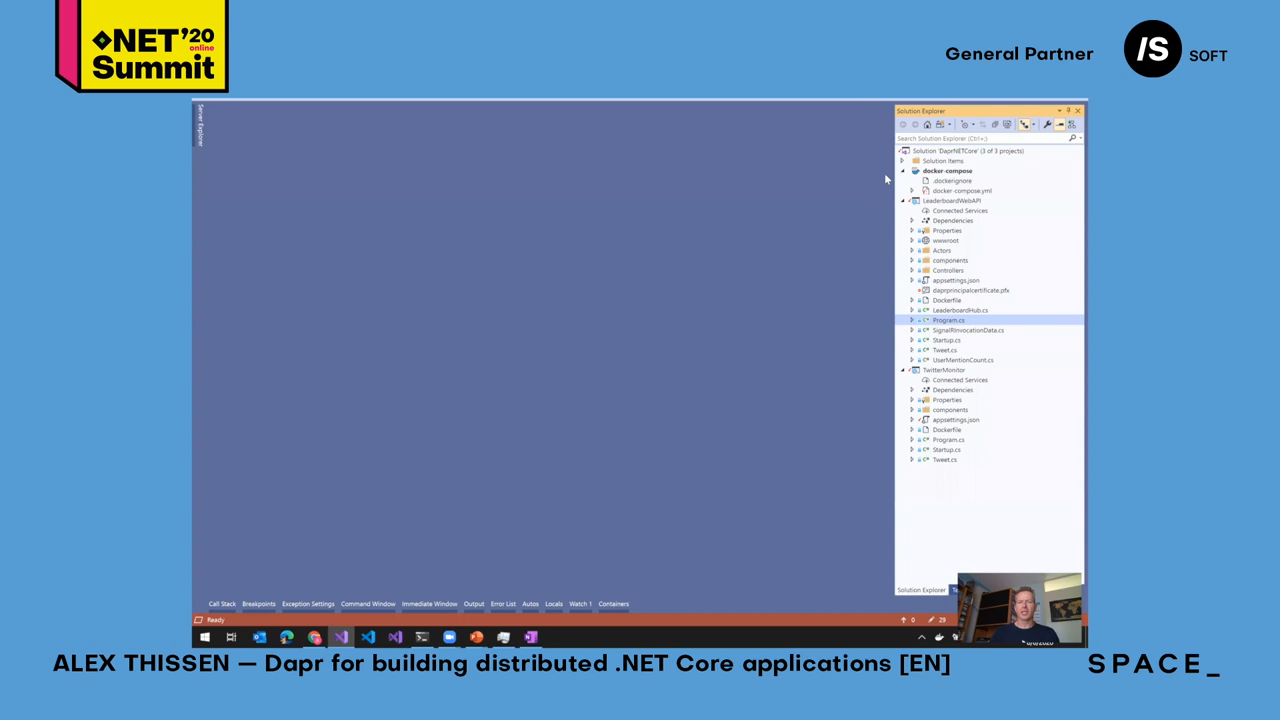 .NET'20
online
Summit
General Partner
/S
SOFT
Server Explorer
Solution Explorer
Search Solution Explorer (Ctrl+;)
Solution 'DaprNETCore' (3 of 3 projects)
Solution Items
docker-compose
.dockerignore
docker-compose.yml
LeaderboardWebAPI
Connected Services
Dependencies
Properties
wwwroot
Actors
components
Controllers
appsettings.json
daprprincipalcertificate.pfx
Dockerfile
LeaderboardHub.cs
Program.cs
SignalRInvocationData.cs
Startup.cs
Tweet.cs
UserMentionCount.cs
TwitterMonitor
Connected Services
Dependencies
Properties
components
appsettings.json
Dockerfile
Program.cs
Startup.cs
Tweet.cs
Solution Explorer
Call Stack Breakpoints Exception Settings Command Window Immediate Window Output Error List Autos Locals Watch 1 Containers
Ready 0 29
ALEX THISSEN — Dapr for building distributed .NET Core applications [EN]
SPACE_